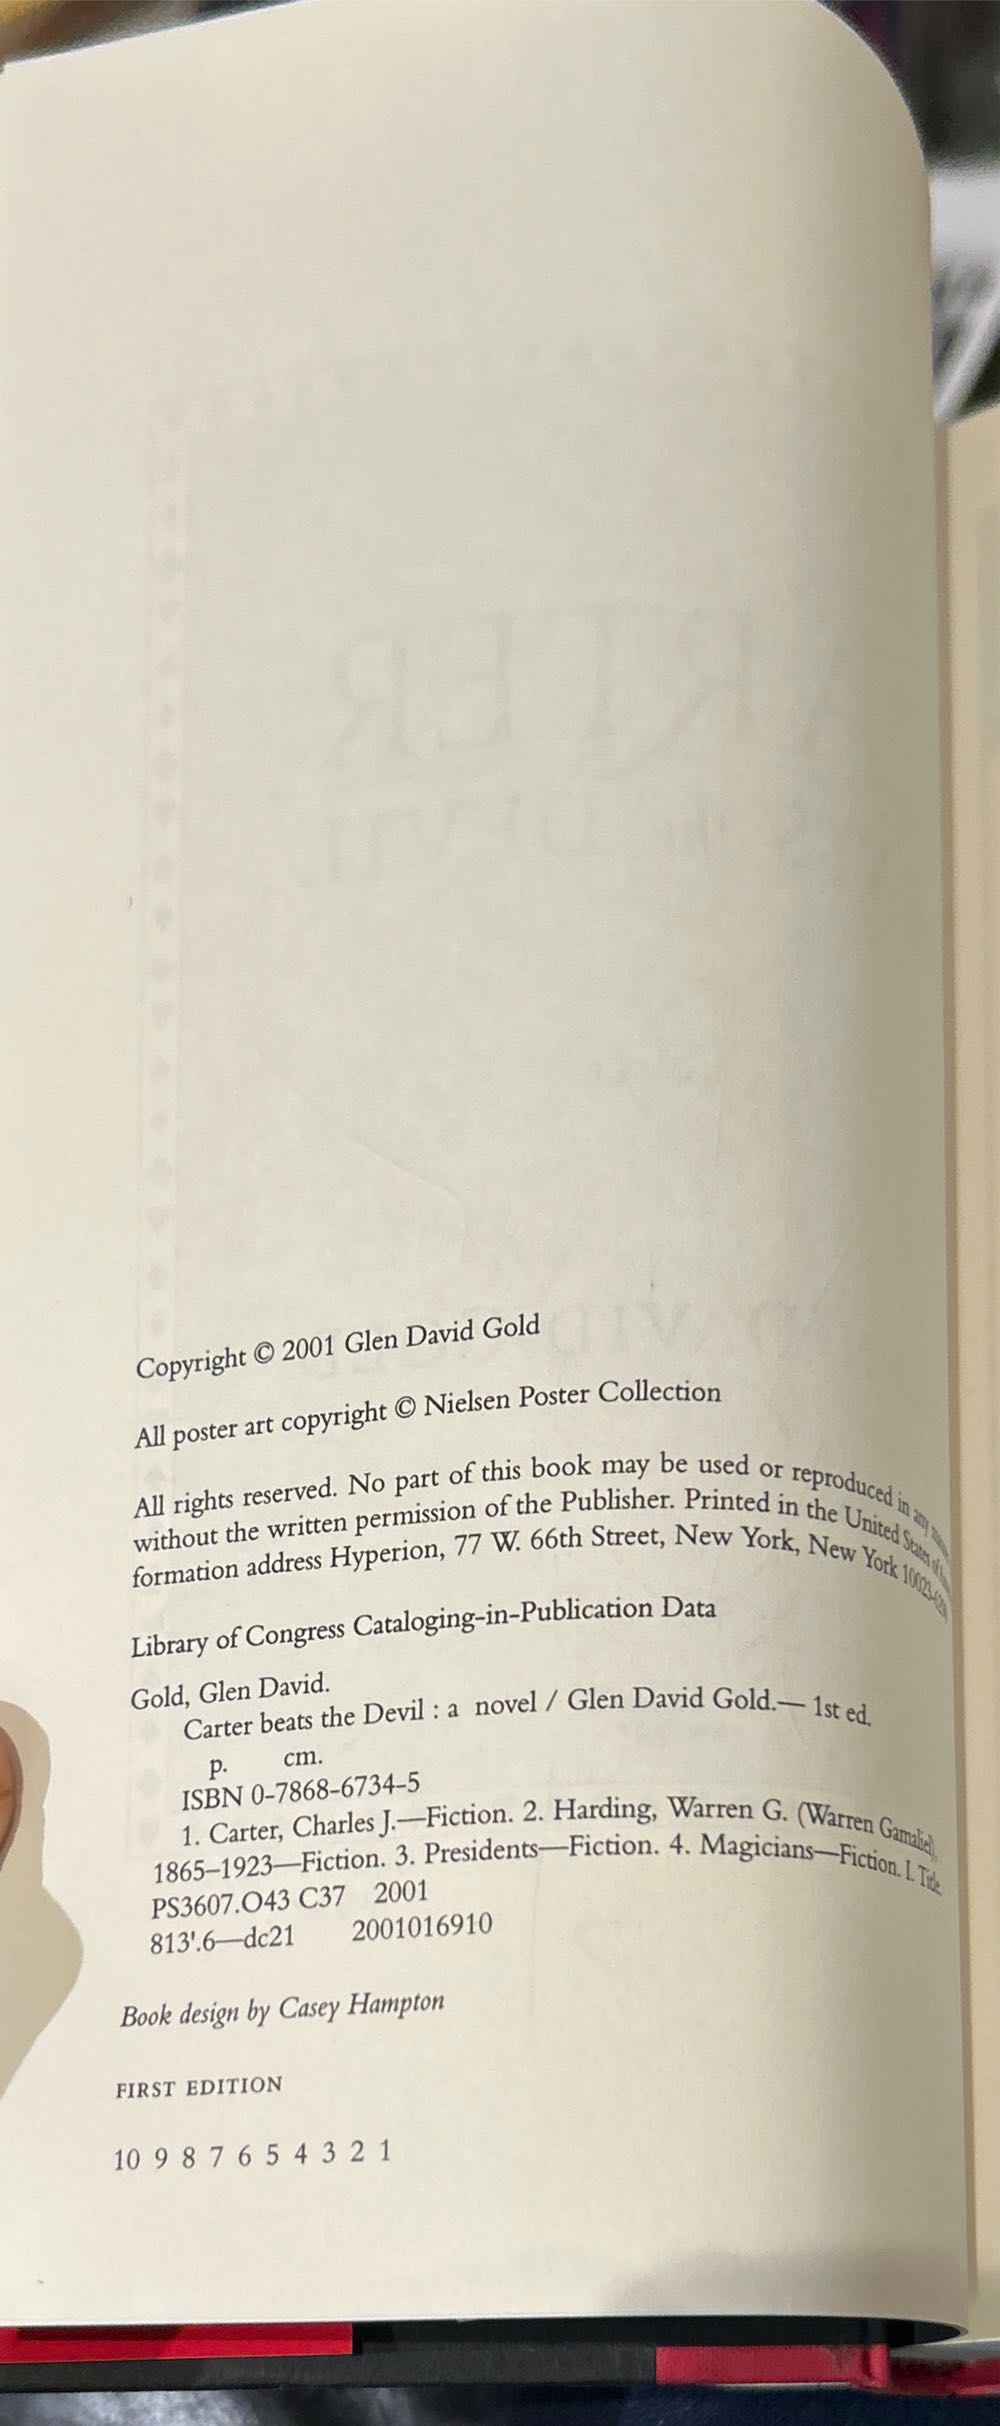 Copyright © 2001 Glen David Gold
All poster art copyright © Nielsen Poster Collection
All rights reserved. No part of this book may be used or reproduced in any
without the written permission of the Publisher. Printed in the United States of
formation address Hyperion, 77 W. 66th Street, New York, New York 10023
Library of Congress Cataloging-in-Publication Data
Gold, Glen David.
Carter beats the Devil : a novel / Glen David Gold.— 1st ed.
p. cm.
ISBN 0-7868-6734-5
1. Carter, Charles J.—Fiction. 2. Harding, Warren G. (Warren Gamaliel),
1865–1923—Fiction. 3. Presidents—Fiction. 4. Magicians—Fiction. I. Title.
PS3607.O43 C37 2001
813'.6—dc21 2001016910
Book design by Casey Hampton
FIRST EDITION
10 9 8 7 6 5 4 3 2 1